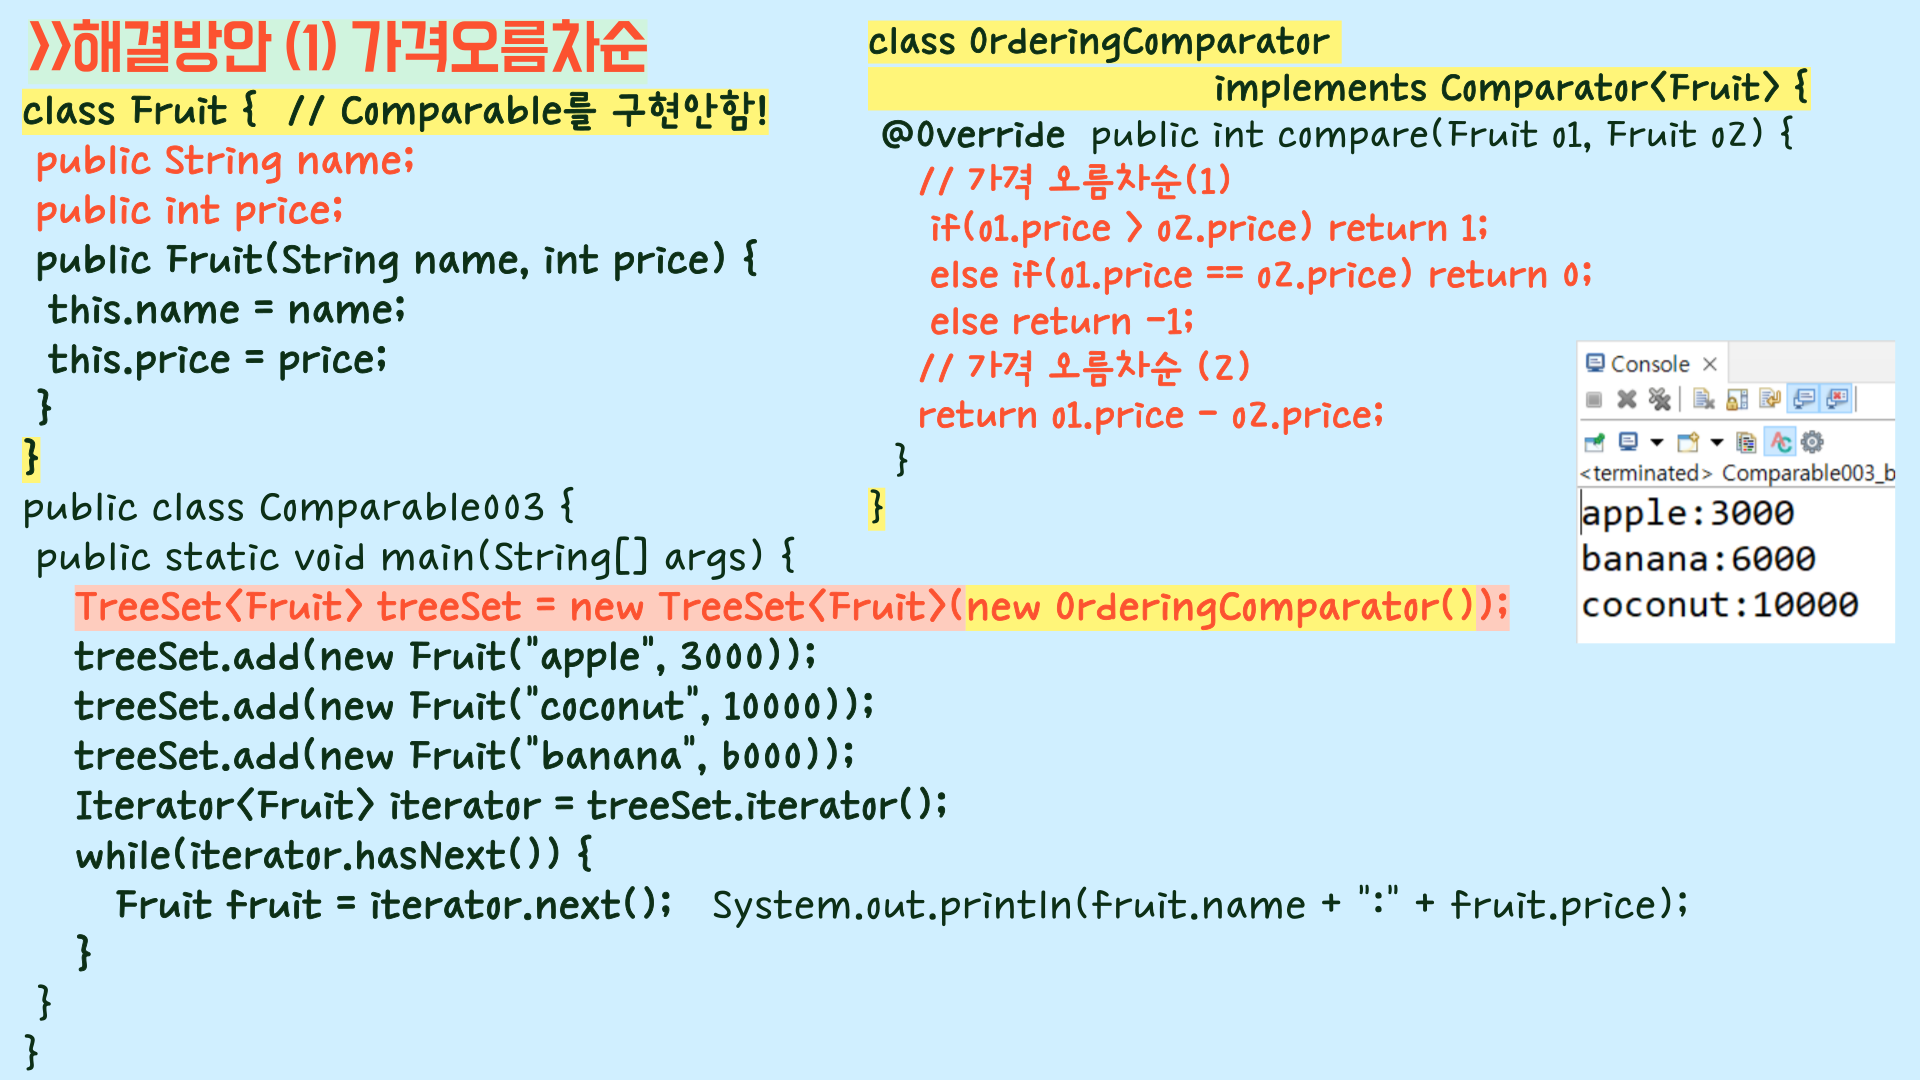 >>해결방안 (1) 가격오름차순
class Fruit {  // Comparable를 구현안함!
public String name;
public int price;
public Fruit(String name, int price) {
this.name = name;
this.price = price;
}
}
public class Comparable003 {
public static void main(String[] args) {
TreeSet<Fruit> treeSet = new TreeSet<Fruit>(new OrderingComparator());
treeSet.add(new Fruit("apple", 3000));
treeSet.add(new Fruit("coconut", 10000));
treeSet.add(new Fruit("banana", 6000));
Iterator<Fruit> iterator = treeSet.iterator();
while(iterator.hasNext()) {
Fruit fruit = iterator.next();   System.out.println(fruit.name + ":" + fruit.price);
}
}
}
class OrderingComparator
implements Comparator<Fruit> {
@Override  public int compare(Fruit o1, Fruit o2) {
// 가격 오름차순(1)
if(o1.price > o2.price) return 1;
else if(o1.price == o2.price) return 0;
else return -1;
// 가격 오름차순 (2)
return o1.price - o2.price;
}
}
Console
<terminated> Comparable003_b
apple:3000
banana:6000
coconut:10000